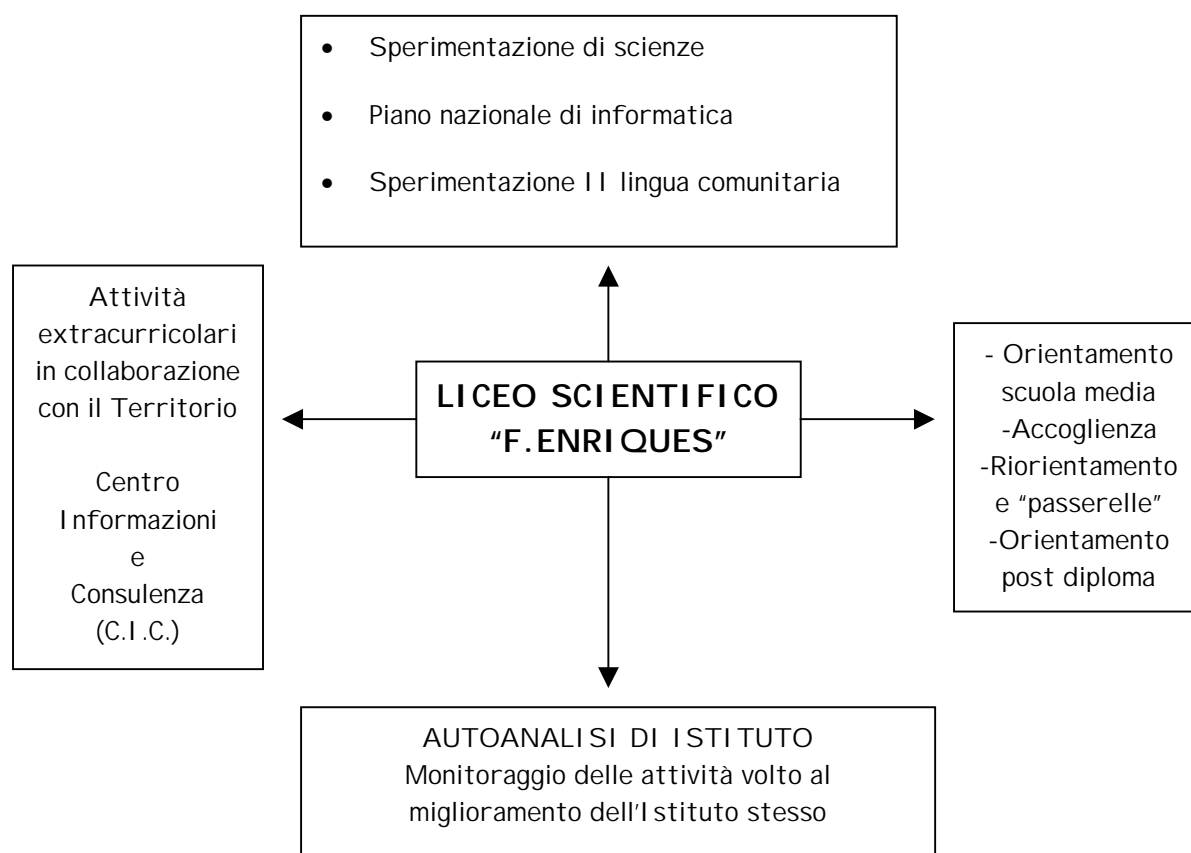 • Sperimentazione di scienze
• Piano nazionale di informatica
• Sperimentazione II lingua comunitaria
Attività
extracurricolari
in collaborazione
con il Territorio
Centro
Informazioni
e
Consulenza
(C.I.C.)
LICEO SCIENTIFICO
“F.ENRIQUES”
- Orientamento
scuola media
-Accoglienza
-Riorientamento
e “passerelle”
-Orientamento
post diploma
AUTOANALISI DI ISTITUTO
Monitoraggio delle attività volto al
miglioramento dell'Istituto stesso